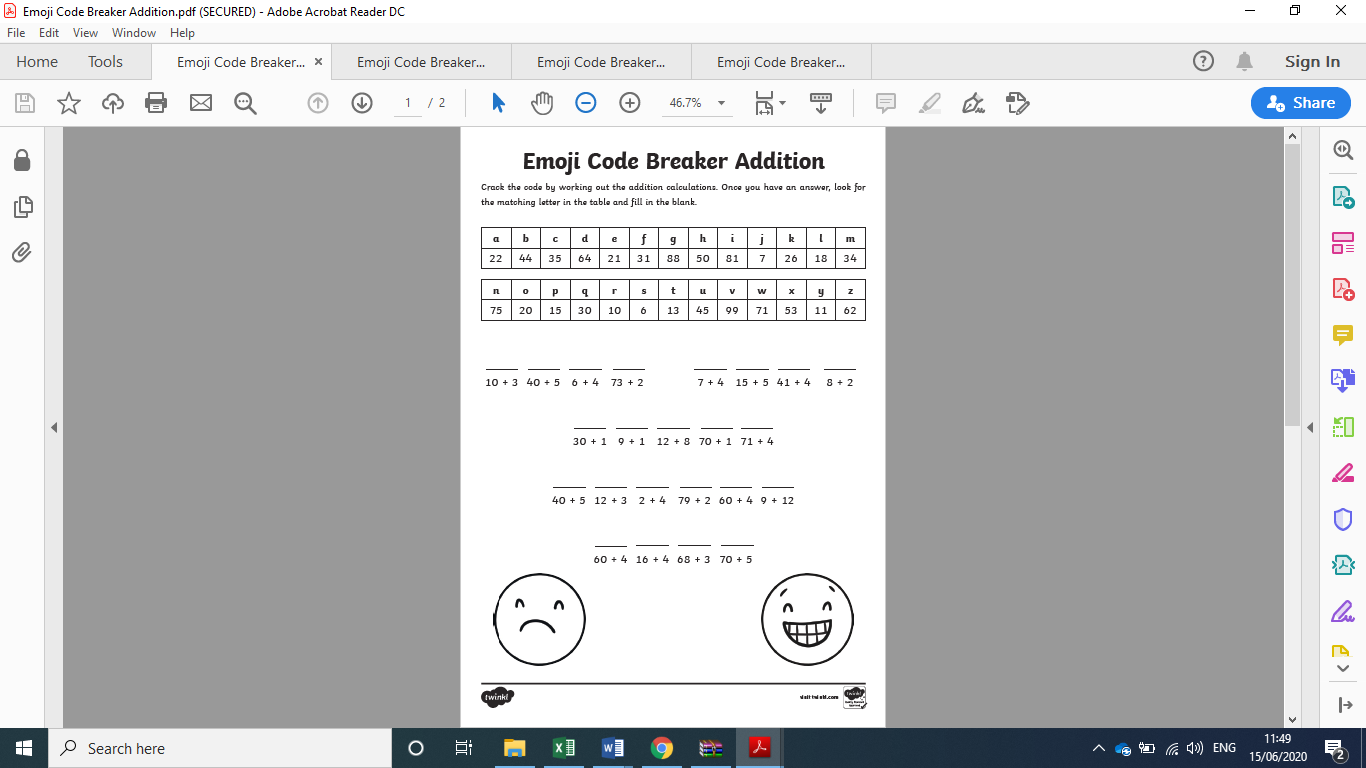 Emoji Code Breaker Addition.pdf (SECURED) - Adobe Acrobat Reader DC
File Edit View Window Help
Home Tools Emoji Code Breaker... × Emoji Code Breaker... Emoji Code Breaker... Emoji Code Breaker... Sign In
1 / 2 46.7% Share
Emoji Code Breaker Addition
Crack the code by working out the addition calculations. Once you have an answer, look for
the matching letter in the table and fill in the blank.
a b c d e f g h i j k l m
22 44 35 64 21 31 88 50 81 7 26 18 34
n o p q r s t u v w x y z
75 20 15 30 10 6 13 45 99 71 53 11 62
10 + 3 40 + 5 6 + 4 73 + 2 7 + 4 15 + 5 41 + 4 8 + 2
30 + 1 9 + 1 12 + 8 70 + 1 71 + 4
40 + 5 12 + 3 2 + 4 79 + 2 60 + 4 9 + 12
60 + 4 16 + 4 68 + 3 70 + 5
twinkl visit twinkl.com twinkl
Search here ENG 11:49
15/06/2020 2